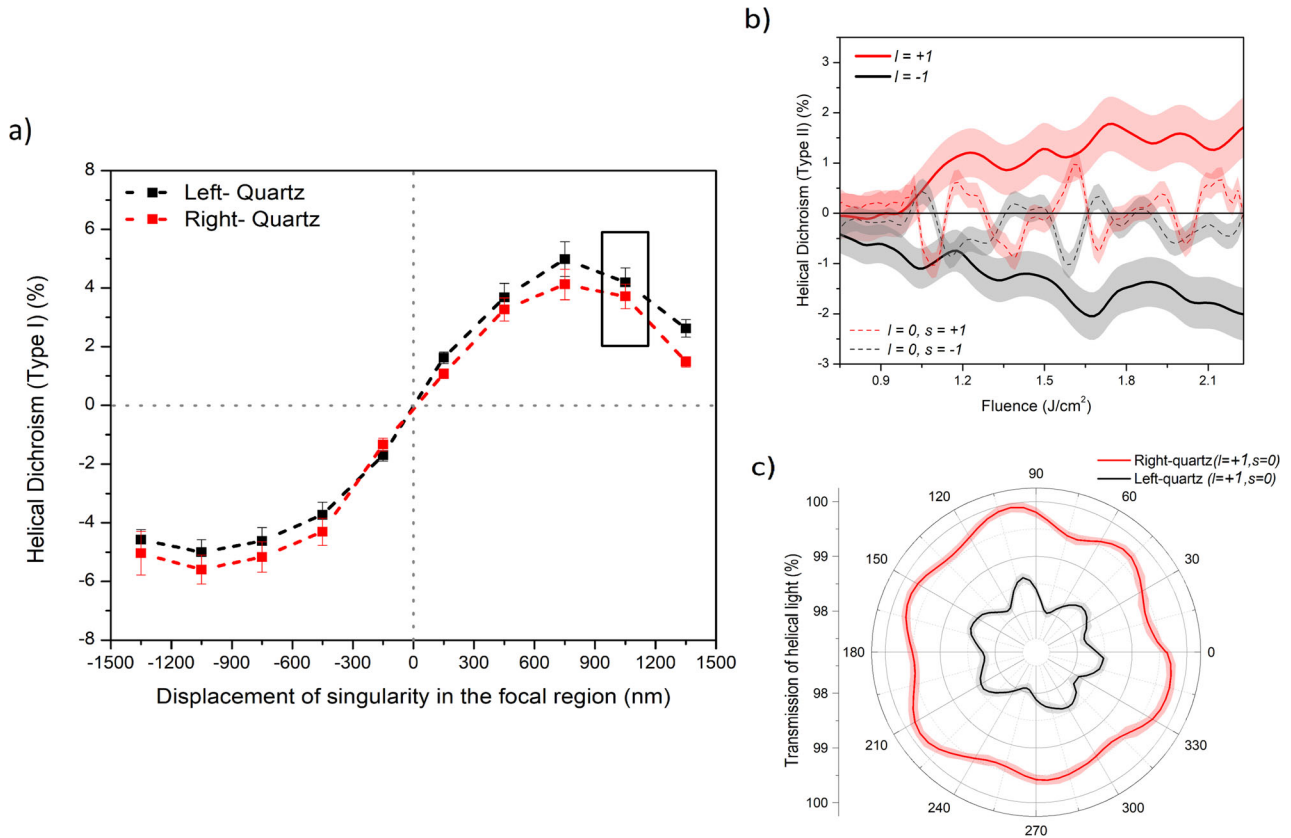 a)
Left- Quartz
Right- Quartz
Helical Dichroism (Type I) (%)
8
6
4
2
0
-2
-4
-6
-8
-1500 -1200 -900 -600 -300 0 300 600 900 1200 1500
Displacement of singularity in the focal region (nm)
b)
l = +1
l = -1
Helical Dichroism (Type II) (%)
3
2
1
0
-1
-2
-3
l = 0, s = +1
l = 0, s = -1
0.9 1.2 1.5 1.8 2.1
Fluence (J/cm²)
c)
Right-quartz(l=+1,s=0)
Left-quartz (l=+1,s=0)
Transmission of helical light (%)
100
99
98
98
99
100
90
120 60
150 30
180 0
210 330
240 300
270